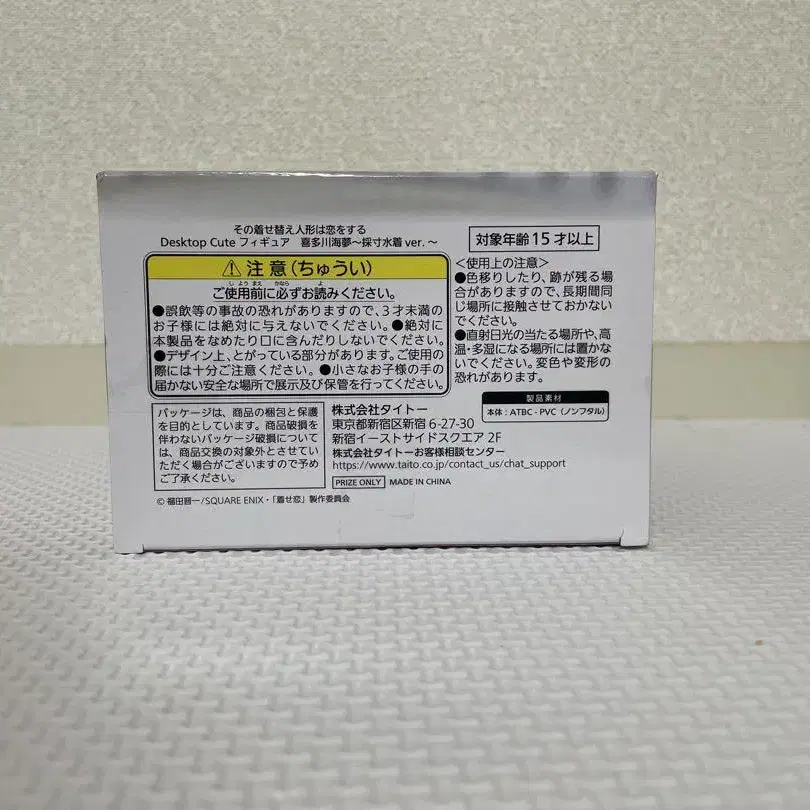 その着せ替え人形は恋をする
Desktop Cute フィギュア 喜多川海夢～採寸水着 ver. ～
対象年齢15才以上
⚠注意(ちゅうい)
ご使用前に必ずお読みください。
しようまえ かなら よ
●誤飲等の事故の恐れがありますので、3才未満の
お子様には絶対に与えないでください。●絶対に
本製品をなめたり口に含んだりしないでください。
●デザイン上、とがっている部分があります。ご使用の
際には十分ご注意ください。●小さなお子様の手の
届かない安全な場所で展示及び保管を行ってください。
＜使用上の注意＞
●色移りしたり、跡が残る場
合がありますので、長期間同
じ場所に接触させておかない
でください。
●直射日光の当たる場所や、高
温・多湿になる場所には置かな
いでください。変色や変形の
恐れがあります。
製品素材
本体：ATBC-PVC（ノンフタル）
パッケージは、商品の梱包と保護
を目的としています。商品破損を
伴わないパッケージ破損について
は、商品交換の対象外とさせてい
ただく場合がございますので予め
ご了承ください。
株式会社タイトー
東京都新宿区新宿 6-27-30
新宿イーストサイドスクエア 2F
株式会社タイトーお客様相談センター
https://www.taito.co.jp/contact_us/chat_support
PRIZE ONLY MADE IN CHINA
© 福田晋一/SQUARE ENIX・「着せ恋」製作委員会